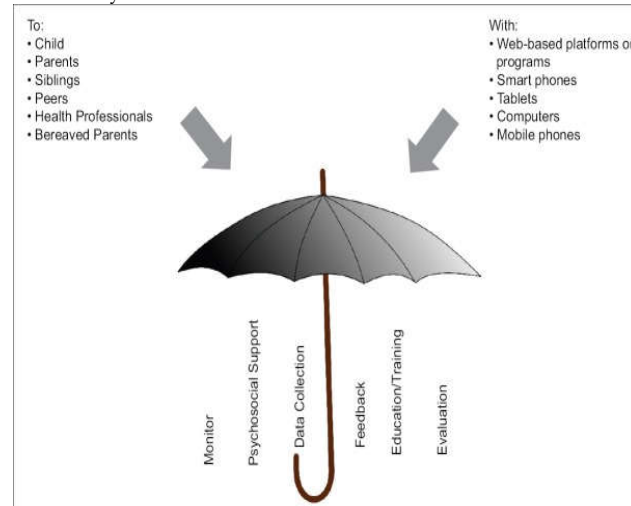 To:
• Child
• Parents
• Siblings
• Peers
• Health Professionals
• Bereaved Parents
With:
• Web-based platforms or
programs
• Smart phones
• Tablets
• Computers
• Mobile phones
Monitor
Psychosocial Support
Data Collection
Feedback
Education/Training
Evaluation